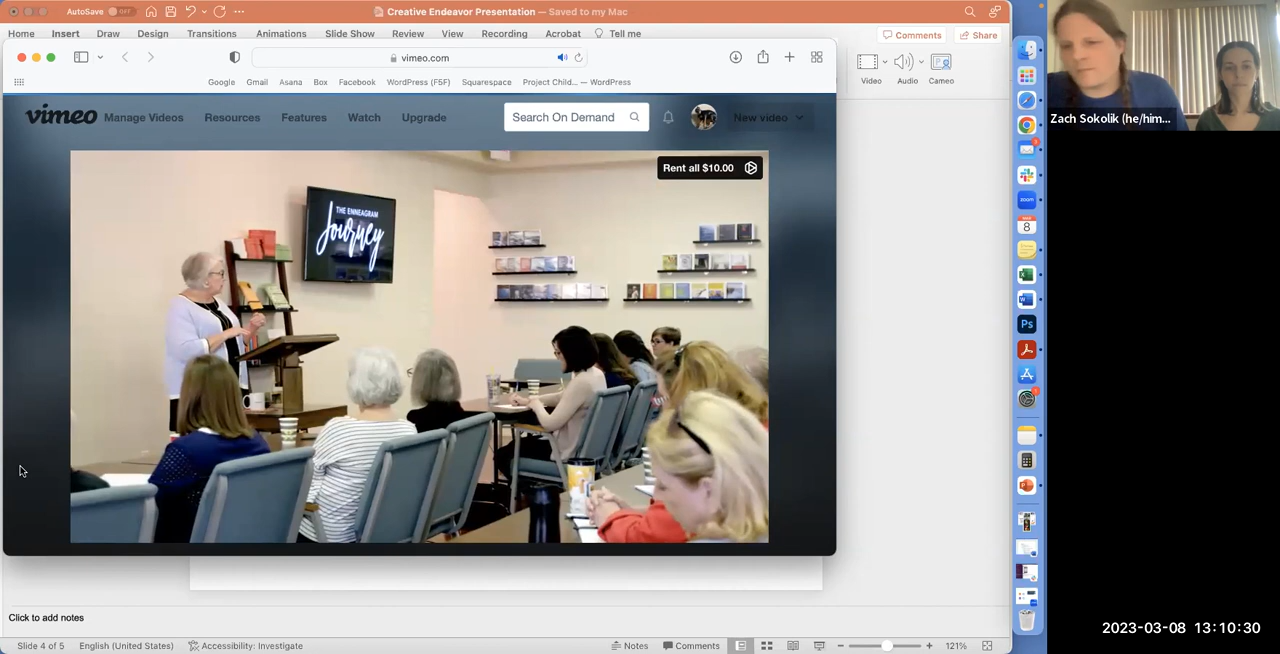 AutoSave OFF
Creative Endeavor Presentation — Saved to my Mac
Home Insert Draw Design Transitions Animations Slide Show Review View Recording Acrobat Tell me
Comments Share
vimeo.com
Video Audio Cameo
Google Gmail Asana Box Facebook WordPress (F5F) Squarespace Project Child... — WordPress
vimeo Manage Videos Resources Features Watch Upgrade
Search On Demand
New video
Rent all $10.00
THE ENNEAGRAM
Journey
Zach Sokolik (he/him...
zoom
8
Ps
Click to add notes
Slide 4 of 5 English (United States) Accessibility: Investigate
Notes Comments 121%
2023-03-08 13:10:30